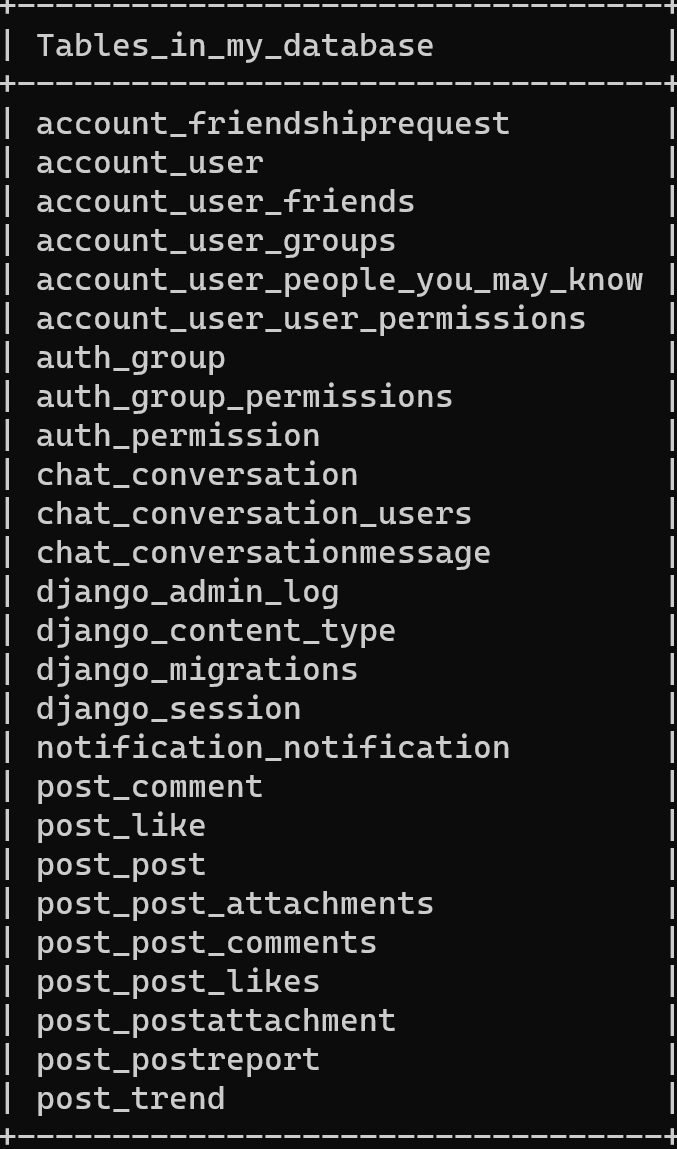 +-----------------------------------+
| Tables_in_my_database |
+-----------------------------------+
| account_friendshiprequest |
| account_user |
| account_user_friends |
| account_user_groups |
| account_user_people_you_may_know |
| account_user_user_permissions |
| auth_group |
| auth_group_permissions |
| auth_permission |
| chat_conversation |
| chat_conversation_users |
| chat_conversationmessage |
| django_admin_log |
| django_content_type |
| django_migrations |
| django_session |
| notification_notification |
| post_comment |
| post_like |
| post_post |
| post_post_attachments |
| post_post_comments |
| post_post_likes |
| post_postattachment |
| post_postreport |
| post_trend |
+-----------------------------------+